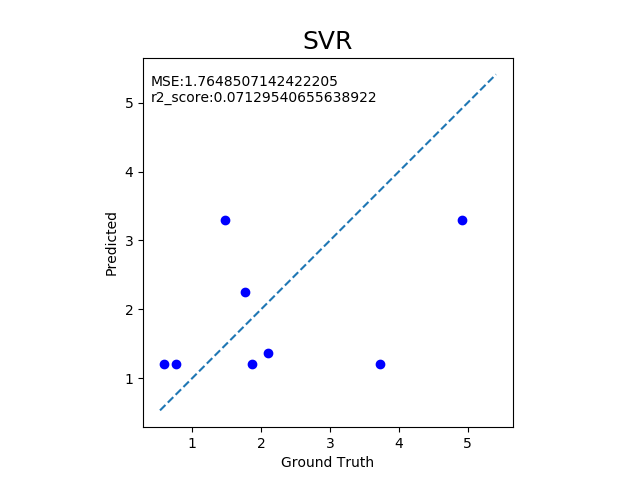 SVR
MSE:1.7648507142422205
r2_score:0.07129540655638922
5
4
3
2
1
Predicted
1 2 3 4 5
Ground Truth